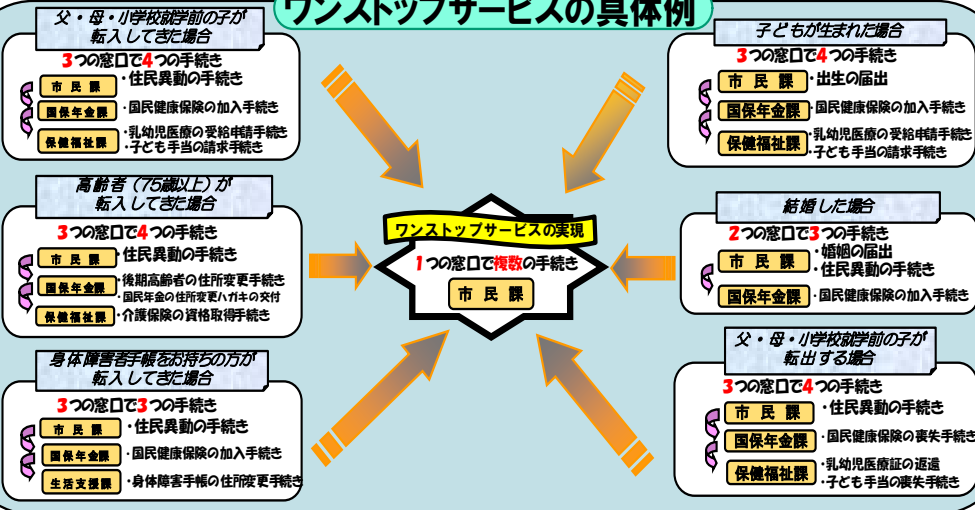 ワンストップサービスの具体例
父・母・小学校就学前の子が
転入してきた場合
3つの窓口で4つの手続き
市民課
・住民異動の手続き
国保年金課
・国民健康保険の加入手続き
保健福祉課
・乳幼児医療の受給申請手続き
・子ども手当の請求手続き
高齢者（75歳以上）が
転入してきた場合
3つの窓口で4つの手続き
市民課
・住民異動の手続き
国保年金課
・後期高齢者の住所変更手続き
・国民年金の住所変更ハガキの交付
保健福祉課
・介護保険の資格取得手続き
身体障害者手帳をお持ちの方が
転入してきた場合
3つの窓口で3つの手続き
市民課
・住民異動の手続き
国保年金課
・国民健康保険の加入手続き
生活支援課
・身体障害手帳の住所変更手続き
ワンストップサービスの実現
1つの窓口で複数の手続き
市民課
子どもが生まれた場合
3つの窓口で4つの手続き
市民課
・出生の届出
国保年金課
・国民健康保険の加入手続き
保健福祉課
・乳幼児医療の受給申請手続き
・子ども手当の請求手続き
結婚した場合
2つの窓口で3つの手続き
市民課
・婚姻の届出
・住民異動の手続き
国保年金課
・国民健康保険の加入手続き
父・母・小学校就学前の子が
転出する場合
3つの窓口で4つの手続き
市民課
・住民異動の手続き
国保年金課
・国民健康保険の喪失手続き
保健福祉課
・乳幼児医療証の返還
・子ども手当の喪失手続き